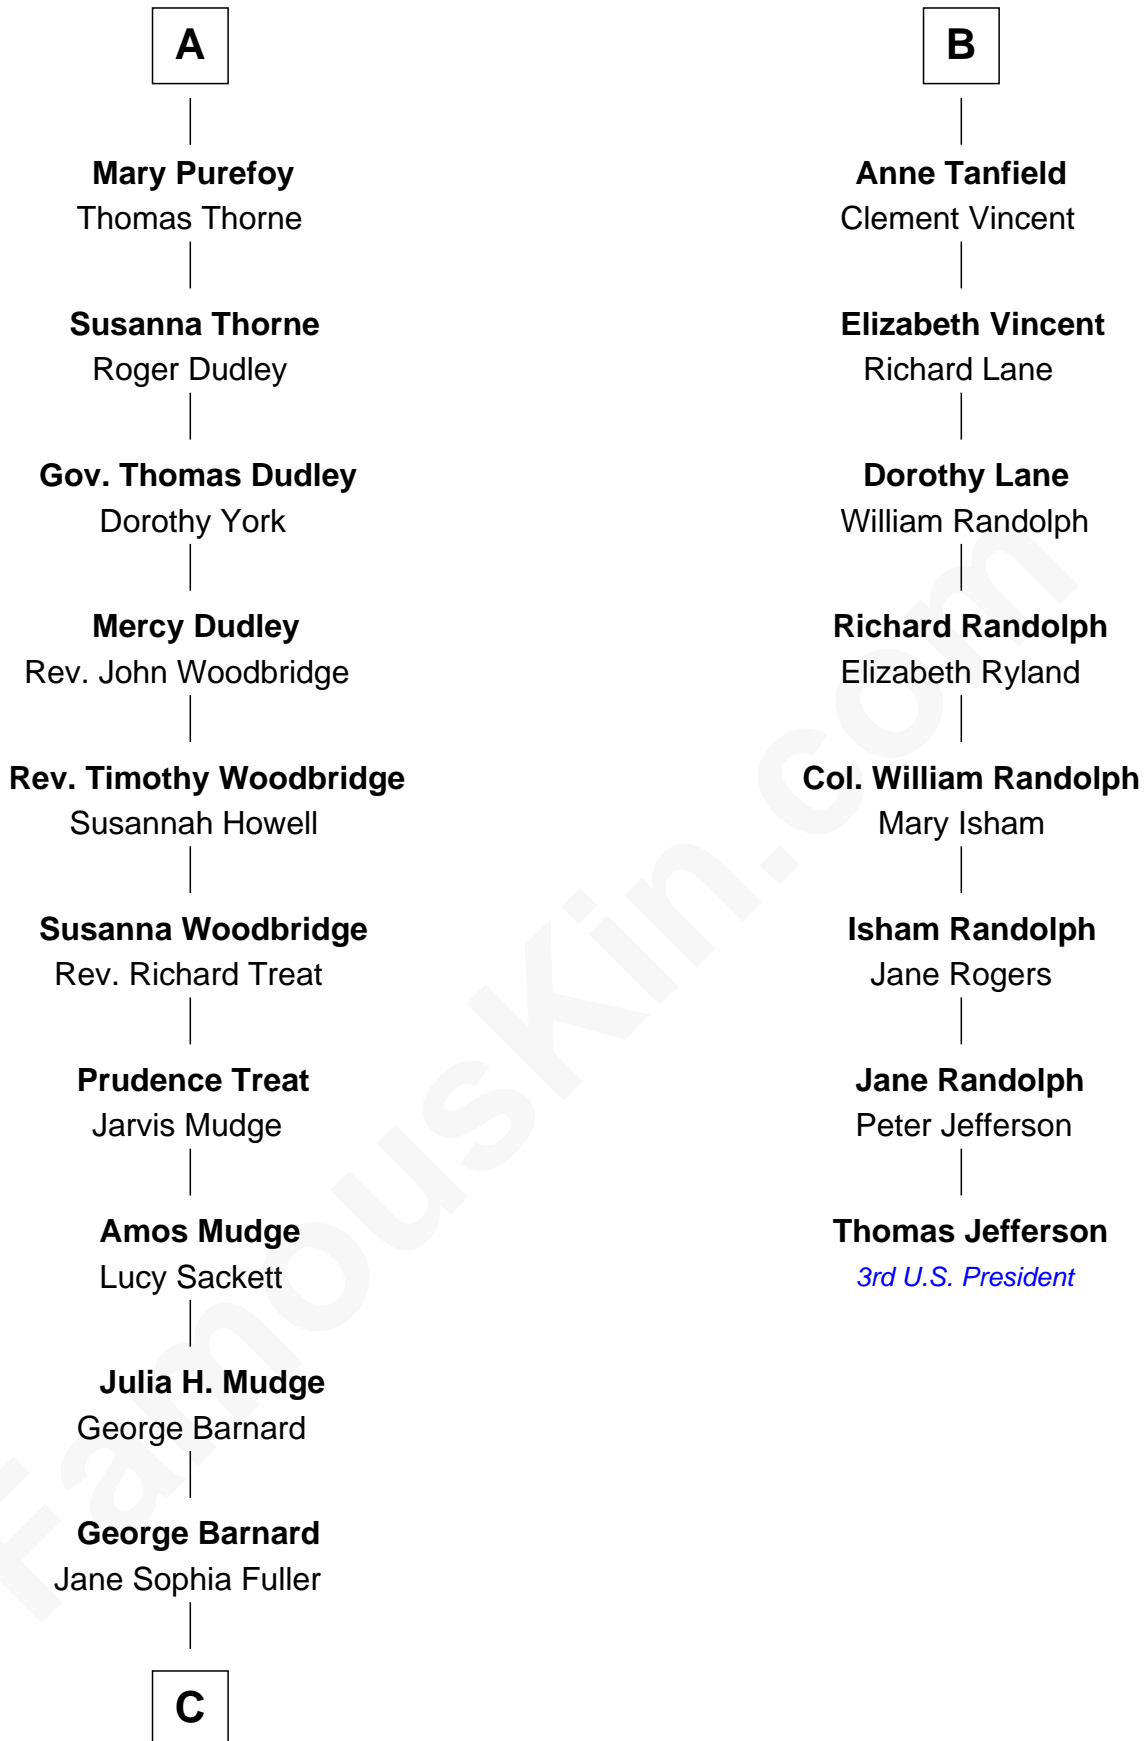 A
Mary Purefoy
Thomas Thorne
Susanna Thorne
Roger Dudley
Gov. Thomas Dudley
Dorothy York
Mercy Dudley
Rev. John Woodbridge
Rev. Timothy Woodbridge
Susannah Howell
Susanna Woodbridge
Rev. Richard Treat
Prudence Treat
Jarvis Mudge
Amos Mudge
Lucy Sackett
Julia H. Mudge
George Barnard
George Barnard
Jane Sophia Fuller
C
B
Anne Tanfield
Clement Vincent
Elizabeth Vincent
Richard Lane
Dorothy Lane
William Randolph
Richard Randolph
Elizabeth Ryland
Col. William Randolph
Mary Isham
Isham Randolph
Jane Rogers
Jane Randolph
Peter Jefferson
Thomas Jefferson
3rd U.S. President
FamousKin.com